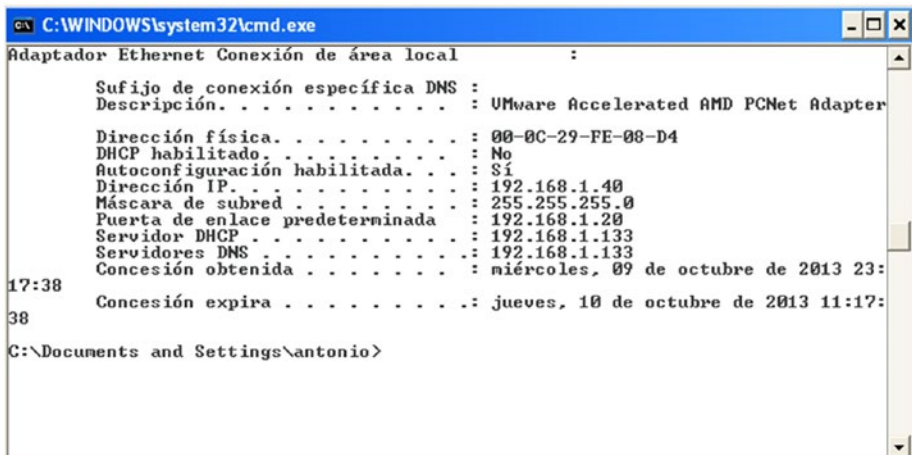 C:\WINDOWS\system32\cmd.exe
Adaptador Ethernet Conexión de área local          :
Sufijo de conexión específica DNS :
Descripción. . . . . . . . . . . : VMware Accelerated AMD PCNet Adapter
Dirección física. . . . . . . . . : 00-0C-29-FE-08-D4
DHCP habilitado. . . . . . . . . : No
Autoconfiguración habilitada. . . : Sí
Dirección IP. . . . . . . . . . . : 192.168.1.40
Máscara de subred . . . . . . . . : 255.255.255.0
Puerta de enlace predeterminada   : 192.168.1.20
Servidor DHCP . . . . . . . . . . : 192.168.1.133
Servidores DNS . . . . . . . . . .: 192.168.1.133
Concesión obtenida . . . . . . . : miércoles, 09 de octubre de 2013 23:
17:38
Concesión expira . . . . . . . . .: jueves, 10 de octubre de 2013 11:17:
38
C:\Documents and Settings\antonio>